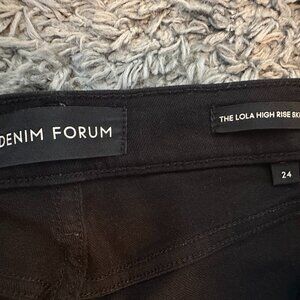 DENIM FORUM
THE LOLA HIGH RISE
24